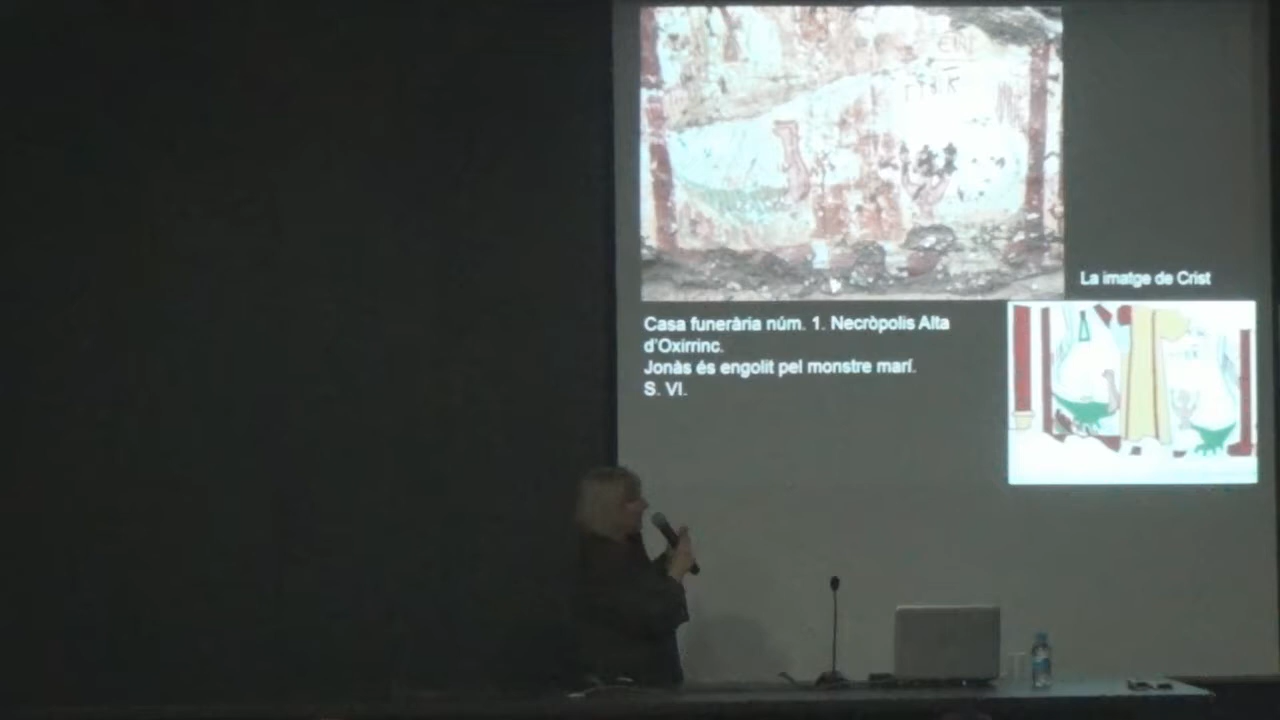 Casa funerària núm. 1. Necròpolis Alta
d'Oxirrinc.
Jonàs és engolit pel monstre marí.
S. VI.
La imatge de Crist